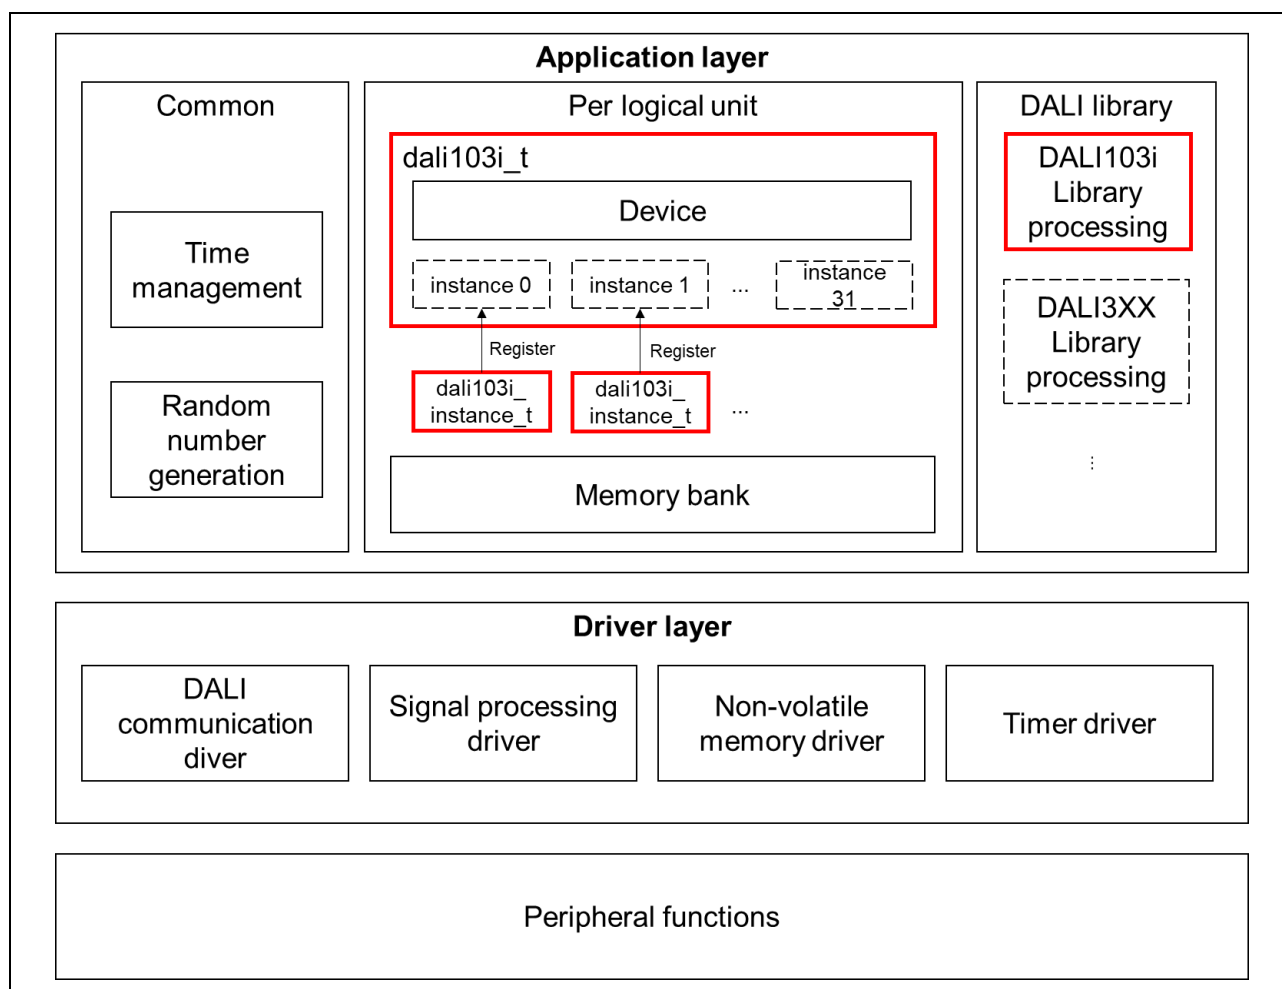 Application layer
Common
Time
management
Random
number
generation
Per logical unit
dali103i_t
Device
instance 0
instance 1
...
instance
31
Register
Register
dali103i_
instance_t
dali103i_
instance_t
...
Memory bank
DALI library
DALI103i
Library
processing
DALI3XX
Library
processing
...
Driver layer
DALI
communication
diver
Signal processing
driver
Non-volatile
memory driver
Timer driver
Peripheral functions